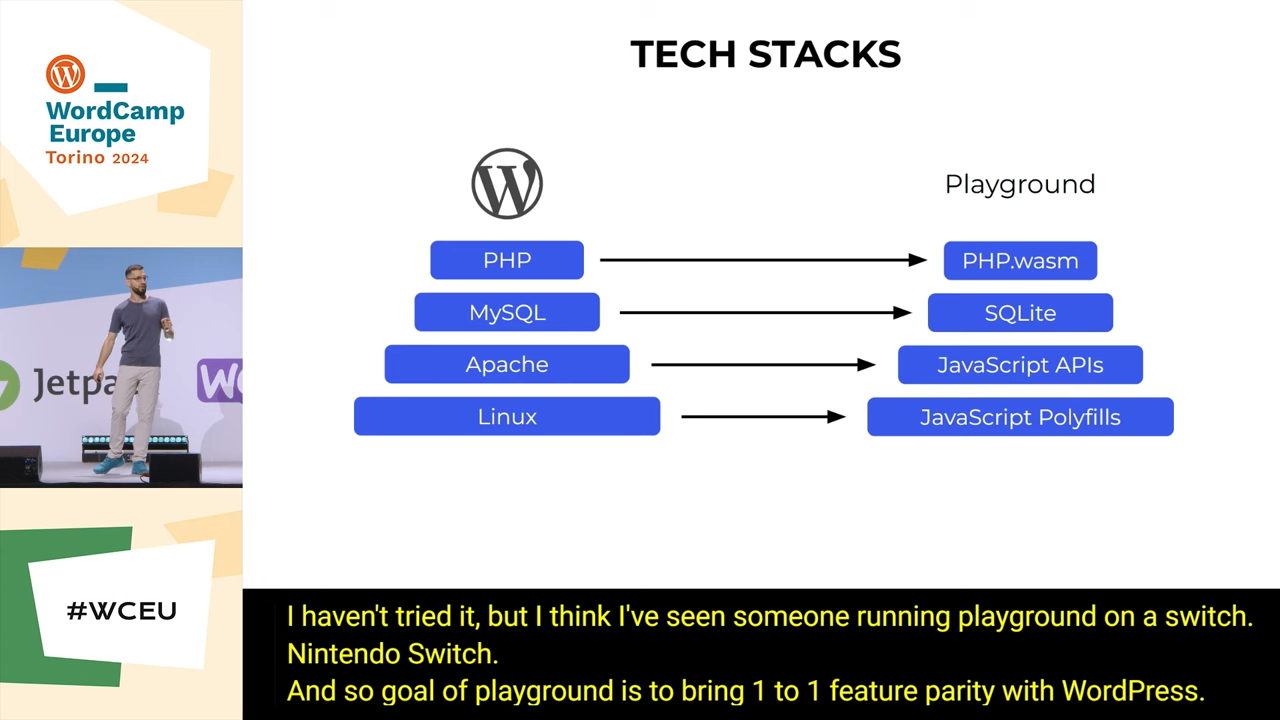 WordCamp
Europe
Torino 2024
TECH STACKS
Playground
PHP
PHP.wasm
MySQL
SQLite
Apache
JavaScript APIs
Linux
JavaScript Polyfills
#WCEU
I haven't tried it, but I think I've seen someone running playground on a switch.
Nintendo Switch.
And so goal of playground is to bring 1 to 1 feature parity with WordPress.